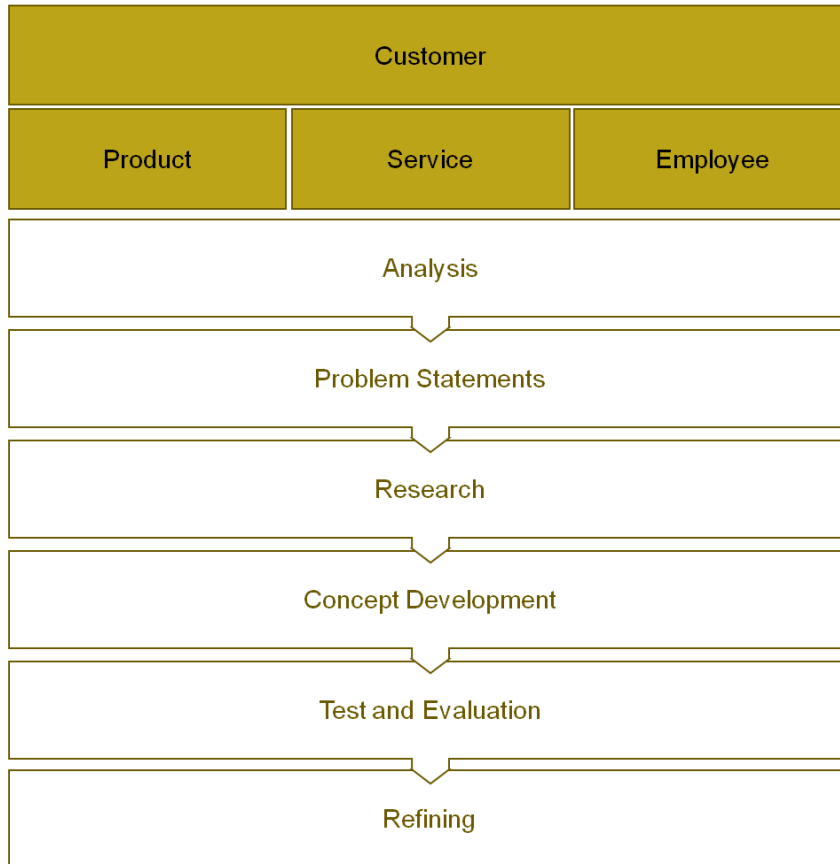 Customer
Product Service Employee
Analysis
Problem Statements
Research
Concept Development
Test and Evaluation
Refining